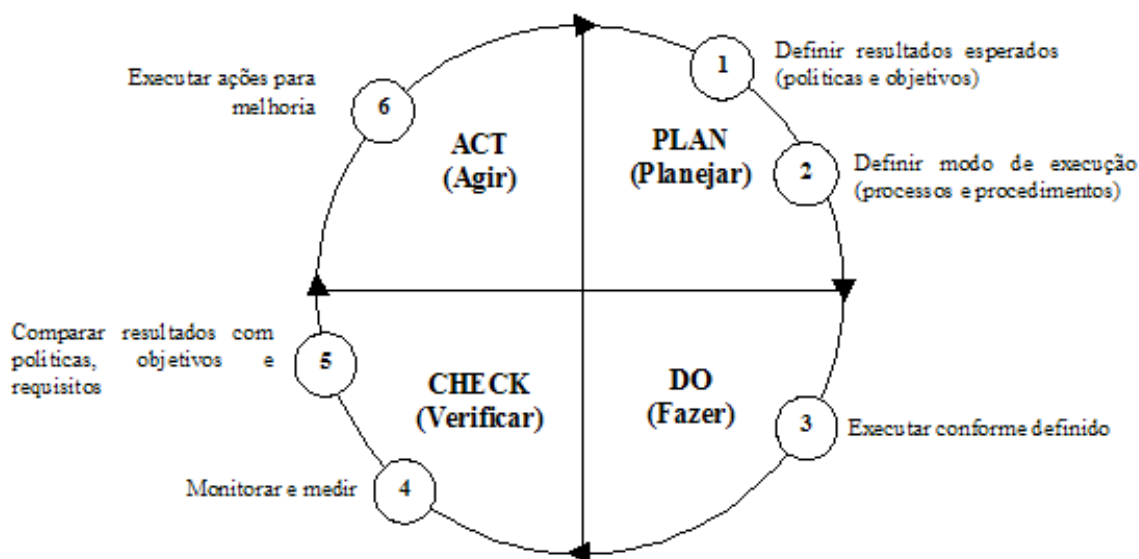 1
Definir resultados esperados
(políticas e objetivos)
Executar ações para
melhoria
6
ACT
(Agir)
PLAN
(Planejar)
2
Definir modo de execução
(processos e procedimentos)
Comparar resultados com
políticas, objetivos e
requisitos
5
CHECK
(Verificar)
DO
(Fazer)
3
Executar conforme definido
Monitorar e medir
4